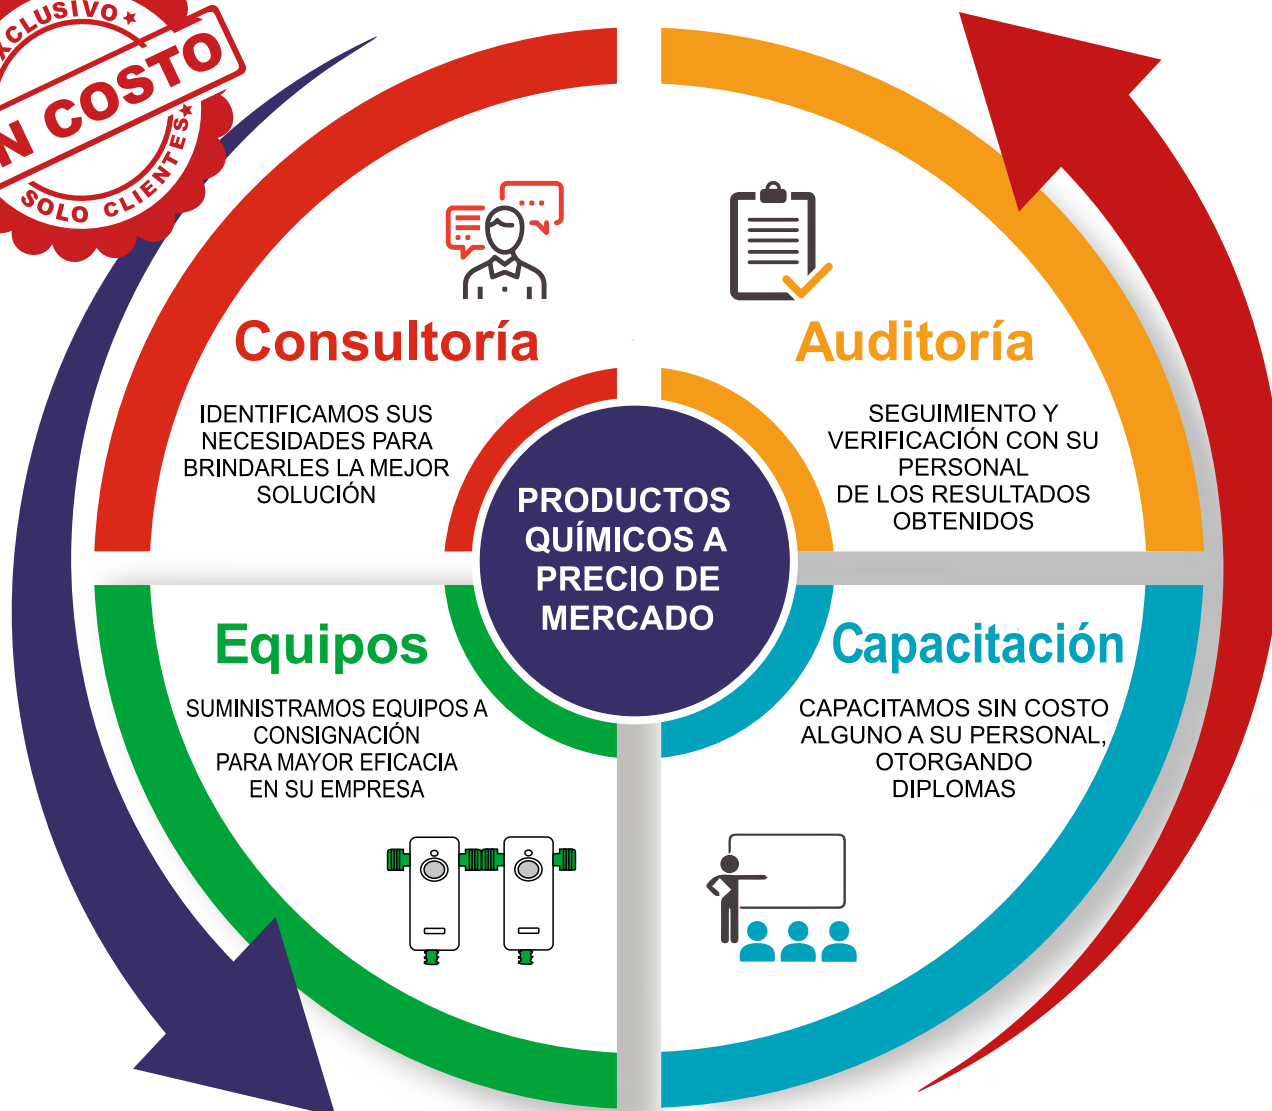 COSTO
SOLO CLIENTES
Consultoría
IDENTIFICAMOS SUS
NECESIDADES PARA
BRINDARLES LA MEJOR
SOLUCIÓN
Auditoría
SEGUIMIENTO Y
VERIFICACIÓN CON SU
PERSONAL
DE LOS RESULTADOS
OBTENIDOS
PRODUCTOS
QUÍMICOS A
PRECIO DE
MERCADO
Equipos
SUMINISTRAMOS EQUIPOS A
CONSIGNACIÓN
PARA MAYOR EFICACIA
EN SU EMPRESA
Capacitación
CAPACITAMOS SIN COSTO
ALGUNO A SU PERSONAL,
OTORGANDO
DIPLOMAS